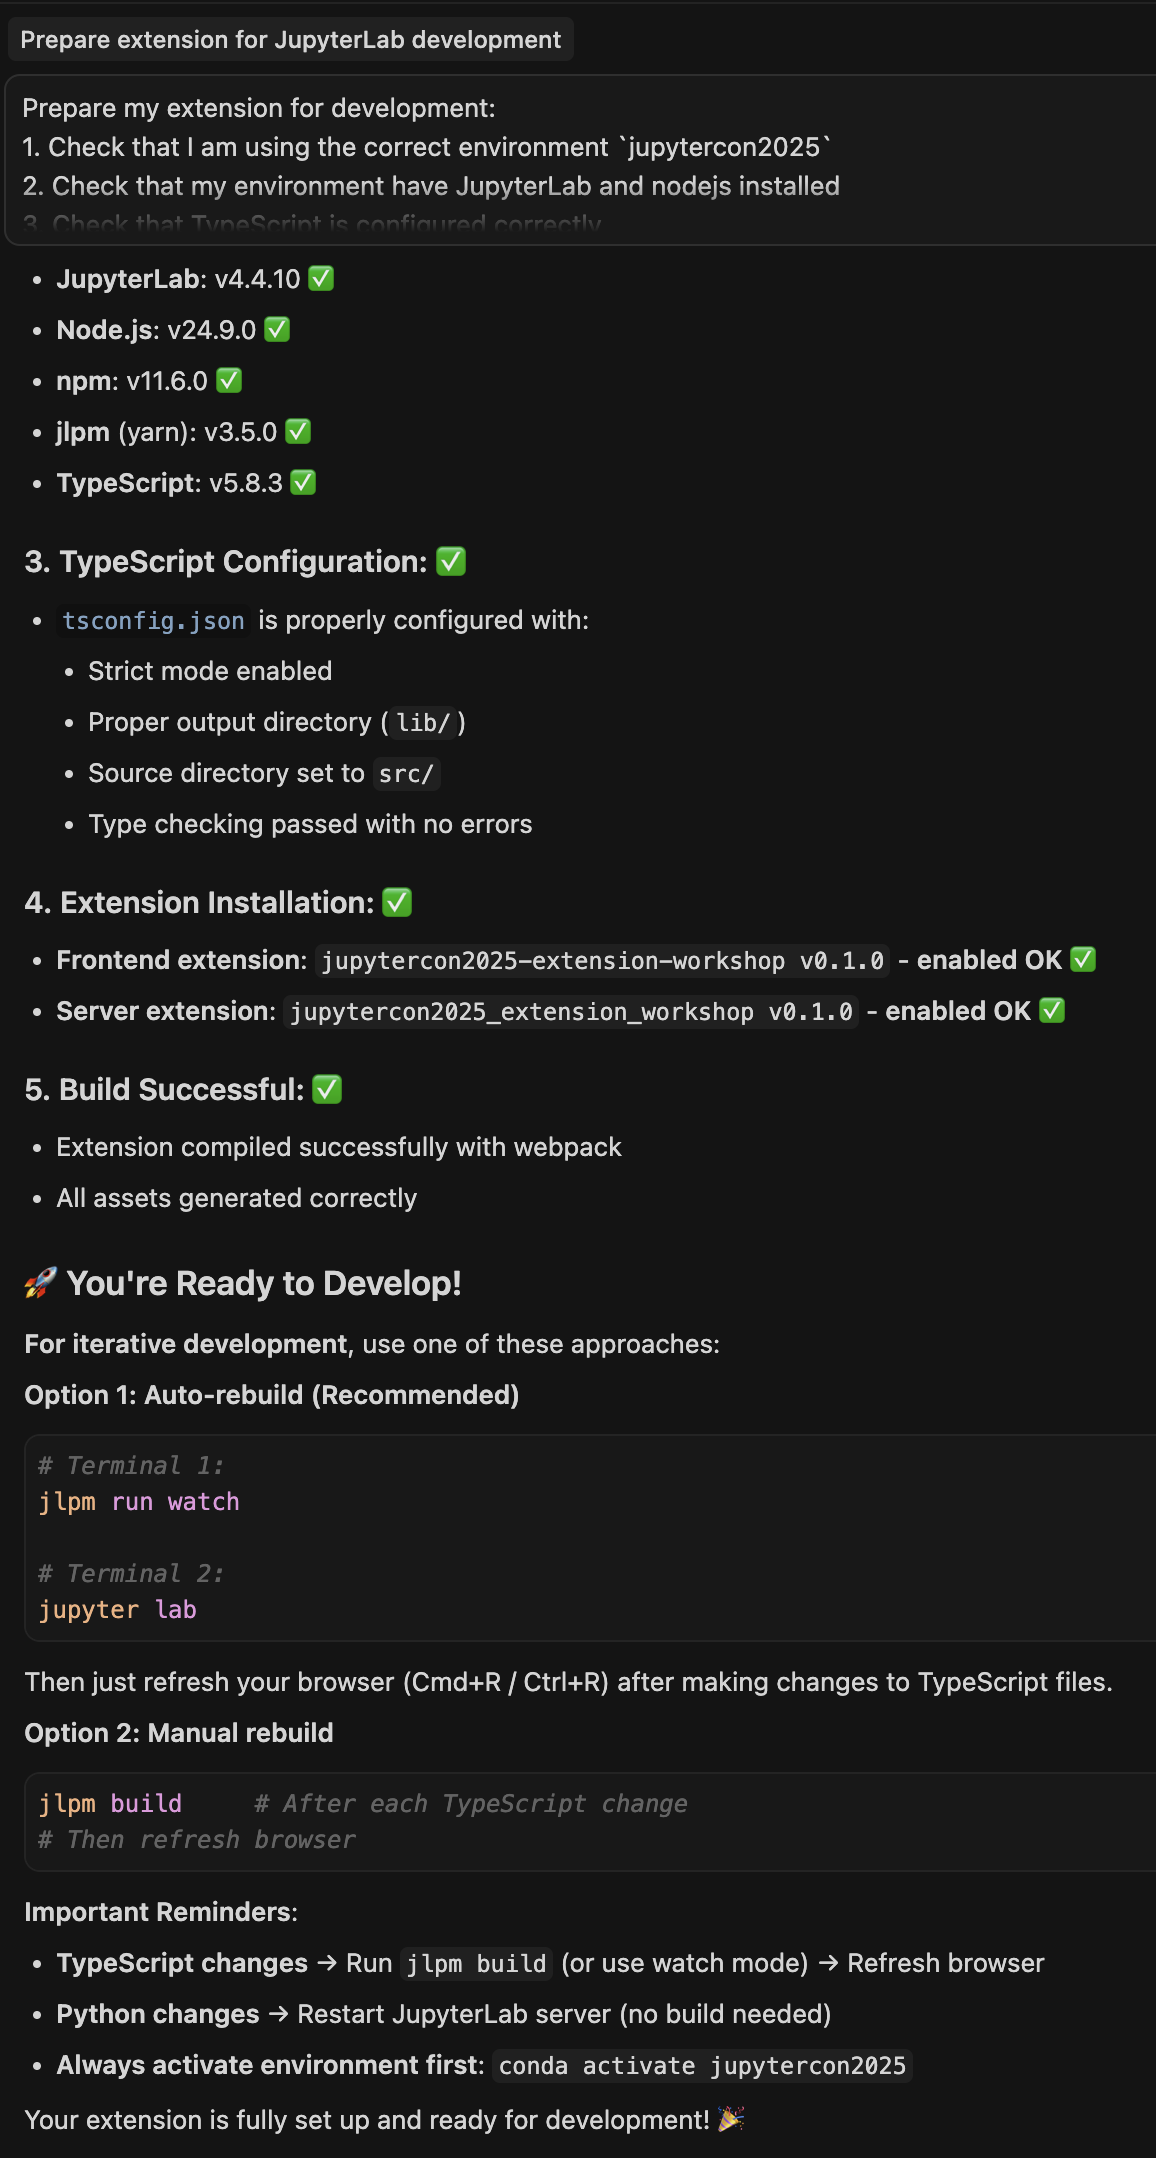 Prepare extension for JupyterLab development
Prepare my extension for development:
1. Check that I am using the correct environment `jupytercon2025`
2. Check that my environment have JupyterLab and nodejs installed
3. Check that TypeScript is configured correctly
• JupyterLab: v4.4.10 ✅
• Node.js: v24.9.0 ✅
• npm: v11.6.0 ✅
• jlpm (yarn): v3.5.0 ✅
• TypeScript: v5.8.3 ✅
3. TypeScript Configuration: ✅
• tsconfig.json is properly configured with:
• Strict mode enabled
• Proper output directory (lib/)
• Source directory set to src/
• Type checking passed with no errors
4. Extension Installation: ✅
• Frontend extension: jupytercon2025-extension-workshop v0.1.0 - enabled OK ✅
• Server extension: jupytercon2025_extension_workshop v0.1.0 - enabled OK ✅
5. Build Successful: ✅
• Extension compiled successfully with webpack
• All assets generated correctly
🚀 You're Ready to Develop!
For iterative development, use one of these approaches:
Option 1: Auto-rebuild (Recommended)
# Terminal 1:
jlpm run watch
# Terminal 2:
jupyter lab
Then just refresh your browser (Cmd+R / Ctrl+R) after making changes to TypeScript files.
Option 2: Manual rebuild
jlpm build     # After each TypeScript change
# Then refresh browser
Important Reminders:
• TypeScript changes → Run jlpm build (or use watch mode) → Refresh browser
• Python changes → Restart JupyterLab server (no build needed)
• Always activate environment first: conda activate jupytercon2025
Your extension is fully set up and ready for development! 🎉